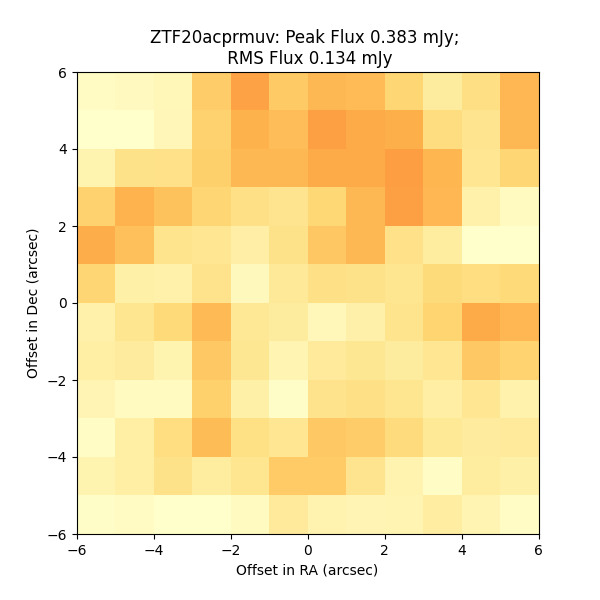 ZTF20acprmuv: Peak Flux 0.383 mJy;
RMS Flux 0.134 mJy
6
4
2
0
−2
−4
−6
Offset in Dec (arcsec)
−6 −4 −2 0 2 4 6
Offset in RA (arcsec)